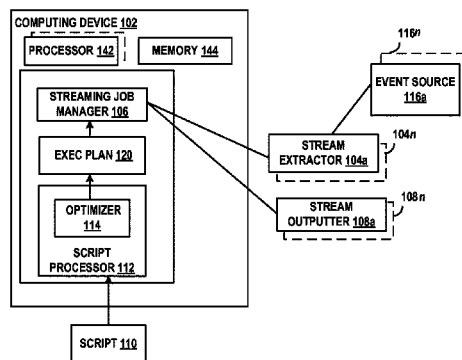 COMPUTING DEVICE 102
PROCESSOR 142
MEMORY 144
STREAMING JOB
MANAGER 106
EXEC PLAN 120
OPTIMIZER
114
SCRIPT
PROCESSOR 112
SCRIPT 110
116n
EVENT SOURCE
116a
104n
STREAM
EXTRACTOR 104a
108n
STREAM
OUTPUTTER 108a